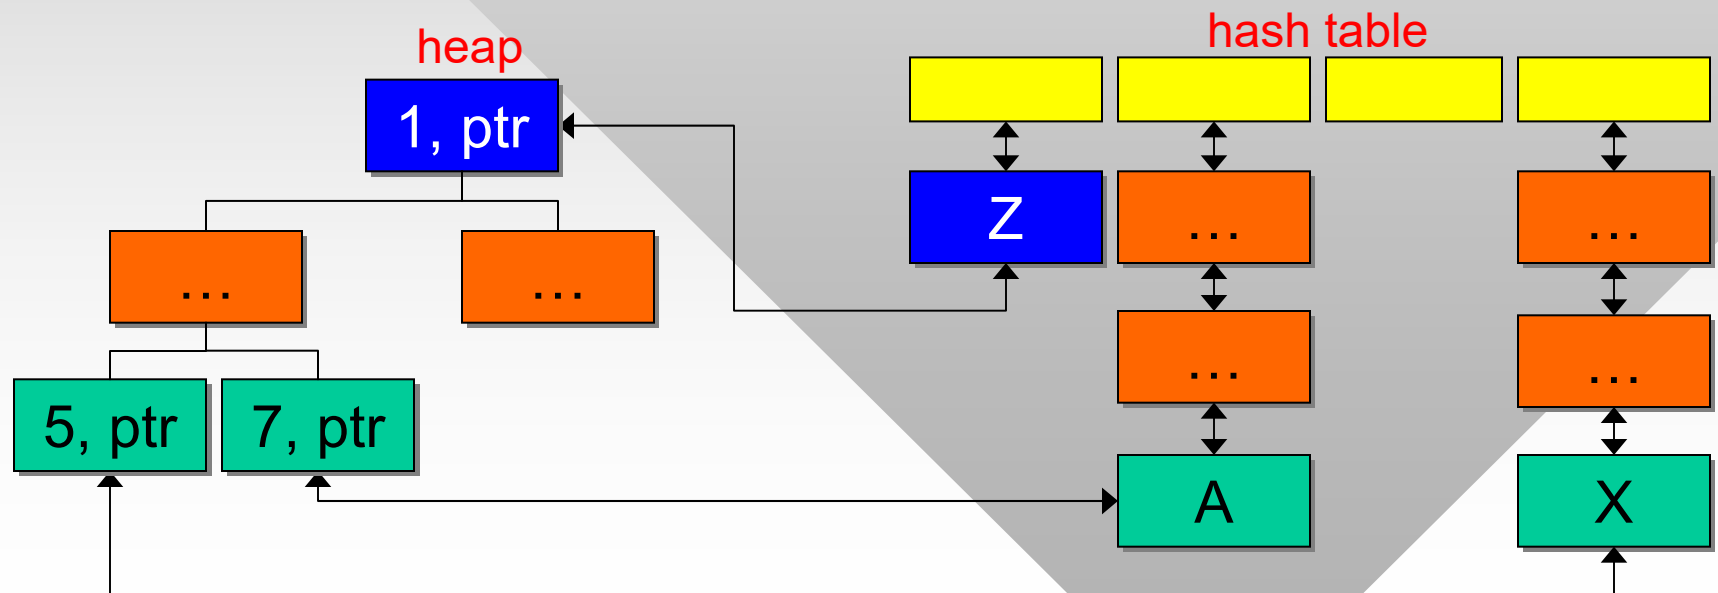 heap
hash table
1, ptr
Z
...
...
...
...
...
...
5, ptr
7, ptr
A
X